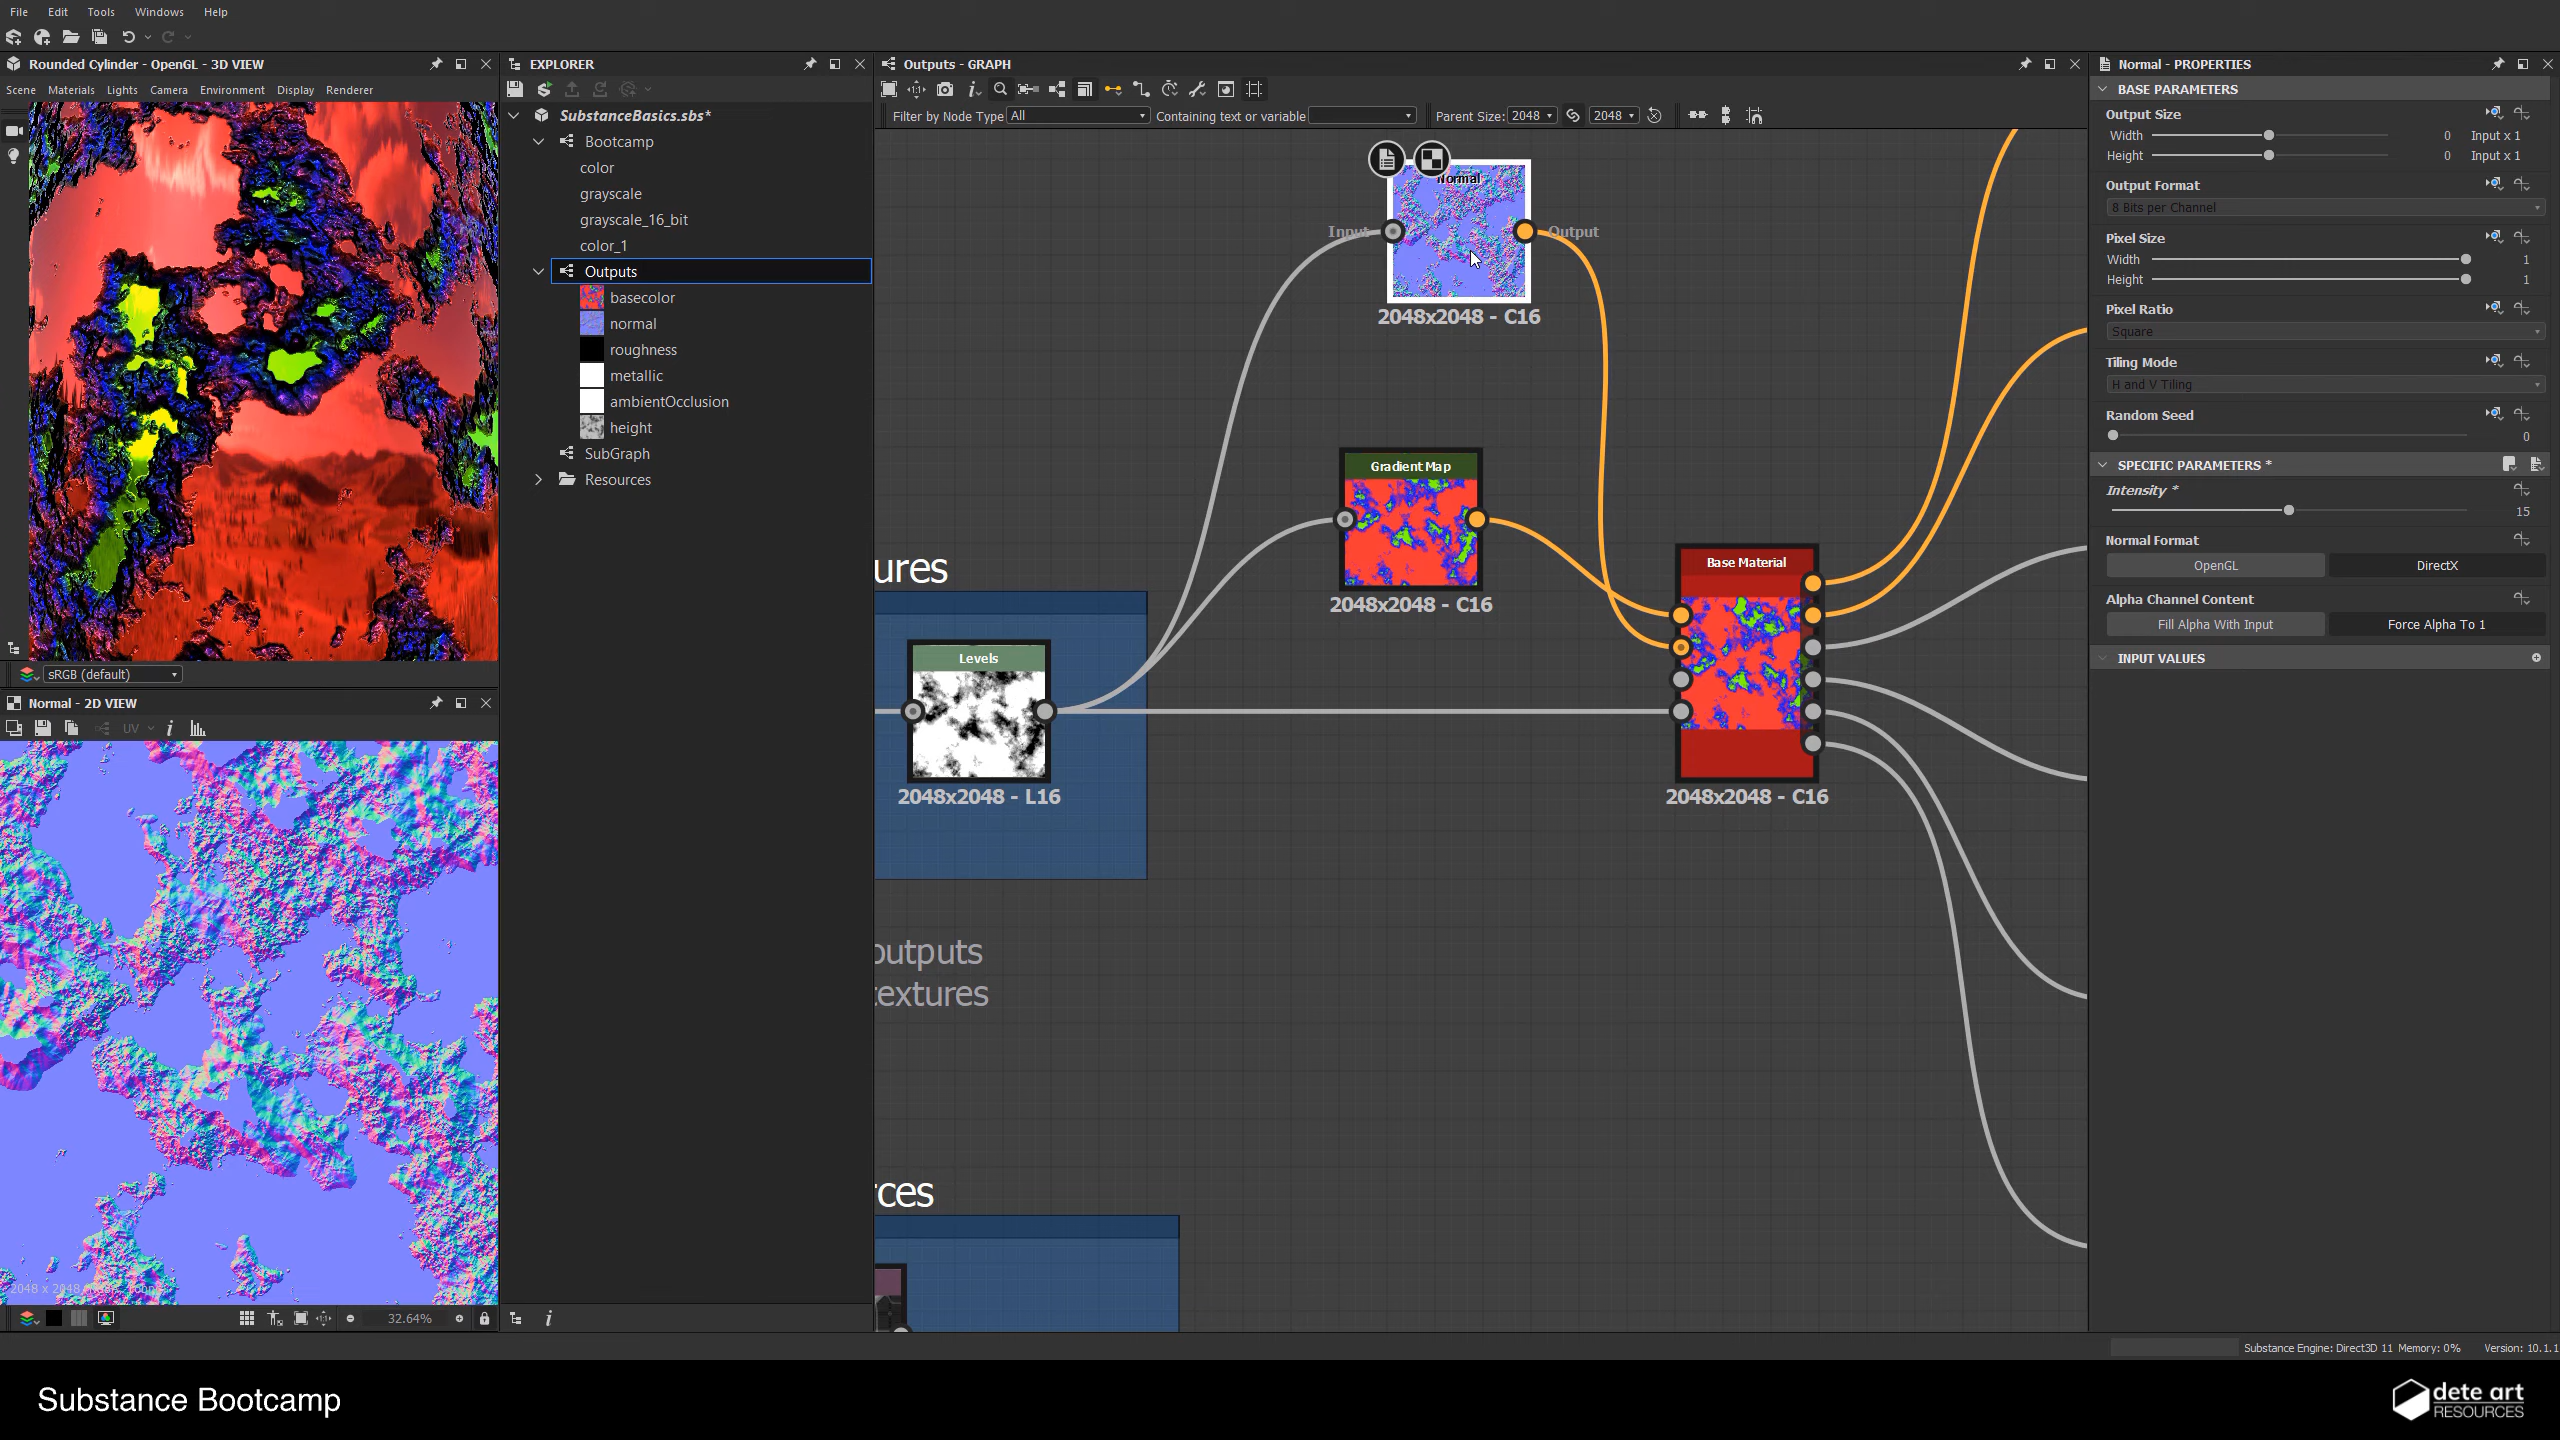 File Edit Tools Windows Help
Rounded Cylinder - OpenGL - 3D VIEW
Scene Materials Lights Camera Environment Display Renderer
sRGB (default)
Normal - 2D VIEW
UV
32.64%
EXPLORER
SubstanceBasics.sbs*
Bootcamp
color
grayscale
grayscale_16_bit
color_1
Outputs
basecolor
normal
roughness
metallic
ambientOcclusion
height
SubGraph
Resources
Outputs - GRAPH
Filter by Node Type All Containing text or variable Parent Size: 2048 2048
Normal
Input Output
2048x2048 - C16
Gradient Map
2048x2048 - C16
Base Material
2048x2048 - C16
ures
Levels
2048x2048 - L16
outputs
textures
rces
Normal - PROPERTIES
BASE PARAMETERS
Output Size
Width 0 Input x 1
Height 0 Input x 1
Output Format
8 Bits per Channel
Pixel Size
Width 1
Height 1
Pixel Ratio
Square
Tiling Mode
H and V Tiling
Random Seed
0
SPECIFIC PARAMETERS *
Intensity *
15
Normal Format
OpenGL DirectX
Alpha Channel Content
Fill Alpha With Input Force Alpha To 1
INPUT VALUES
Substance Engine: Direct3D 11 Memory: 0% Version: 10.1.1
Substance Bootcamp
dete art
RESOURCES